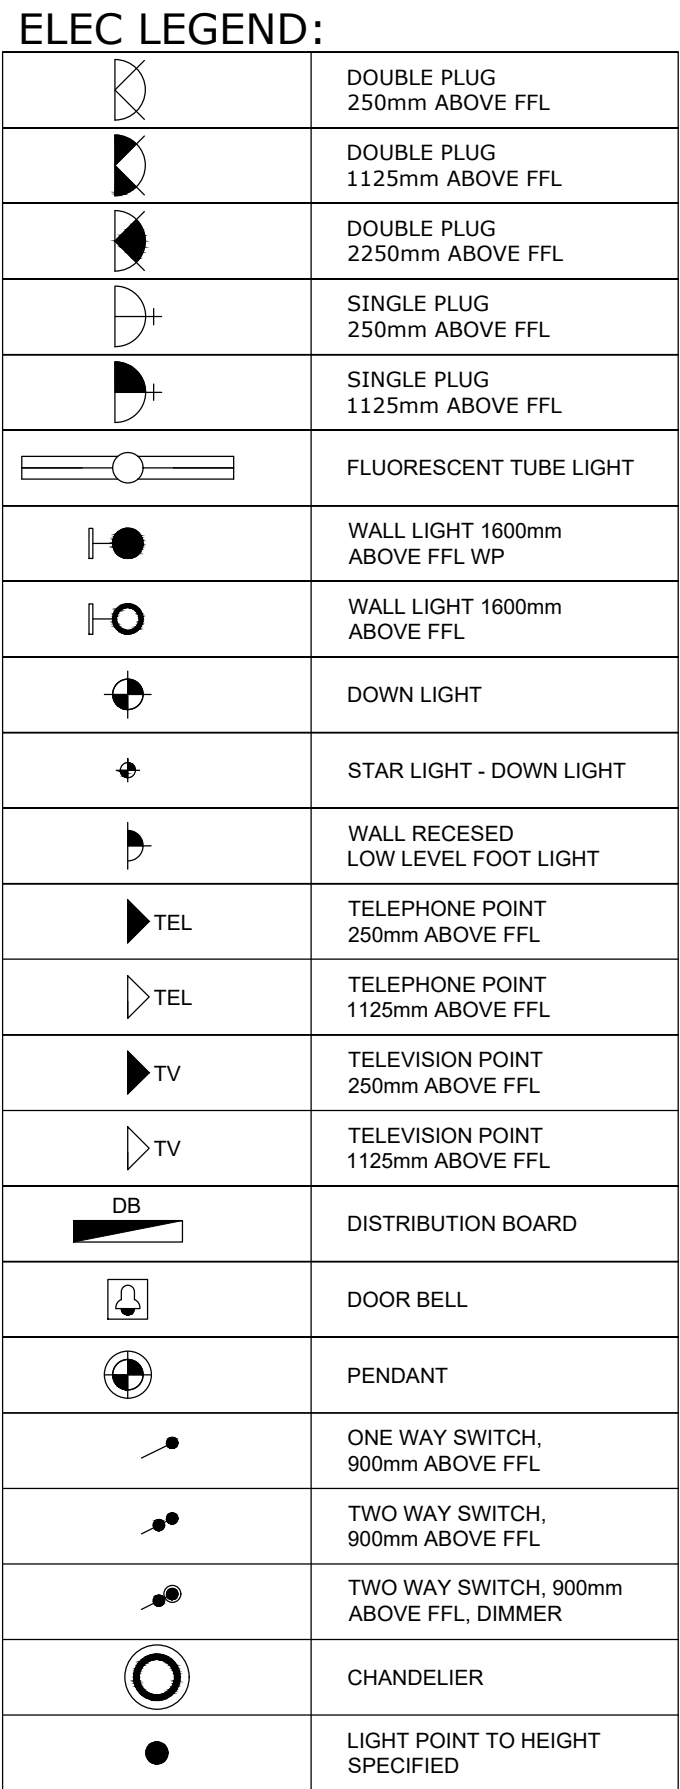 ELEC LEGEND:
DOUBLE PLUG
250mm ABOVE FFL
DOUBLE PLUG
1125mm ABOVE FFL
DOUBLE PLUG
2250mm ABOVE FFL
SINGLE PLUG
250mm ABOVE FFL
SINGLE PLUG
1125mm ABOVE FFL
FLUORESCENT TUBE LIGHT
WALL LIGHT 1600mm
ABOVE FFL WP
WALL LIGHT 1600mm
ABOVE FFL
DOWN LIGHT
STAR LIGHT - DOWN LIGHT
WALL RECESED
LOW LEVEL FOOT LIGHT
TEL
TELEPHONE POINT
250mm ABOVE FFL
TEL
TELEPHONE POINT
1125mm ABOVE FFL
TV
TELEVISION POINT
250mm ABOVE FFL
TV
TELEVISION POINT
1125mm ABOVE FFL
DB
DISTRIBUTION BOARD
DOOR BELL
PENDANT
ONE WAY SWITCH,
900mm ABOVE FFL
TWO WAY SWITCH,
900mm ABOVE FFL
TWO WAY SWITCH, 900mm
ABOVE FFL, DIMMER
CHANDELIER
LIGHT POINT TO HEIGHT
SPECIFIED